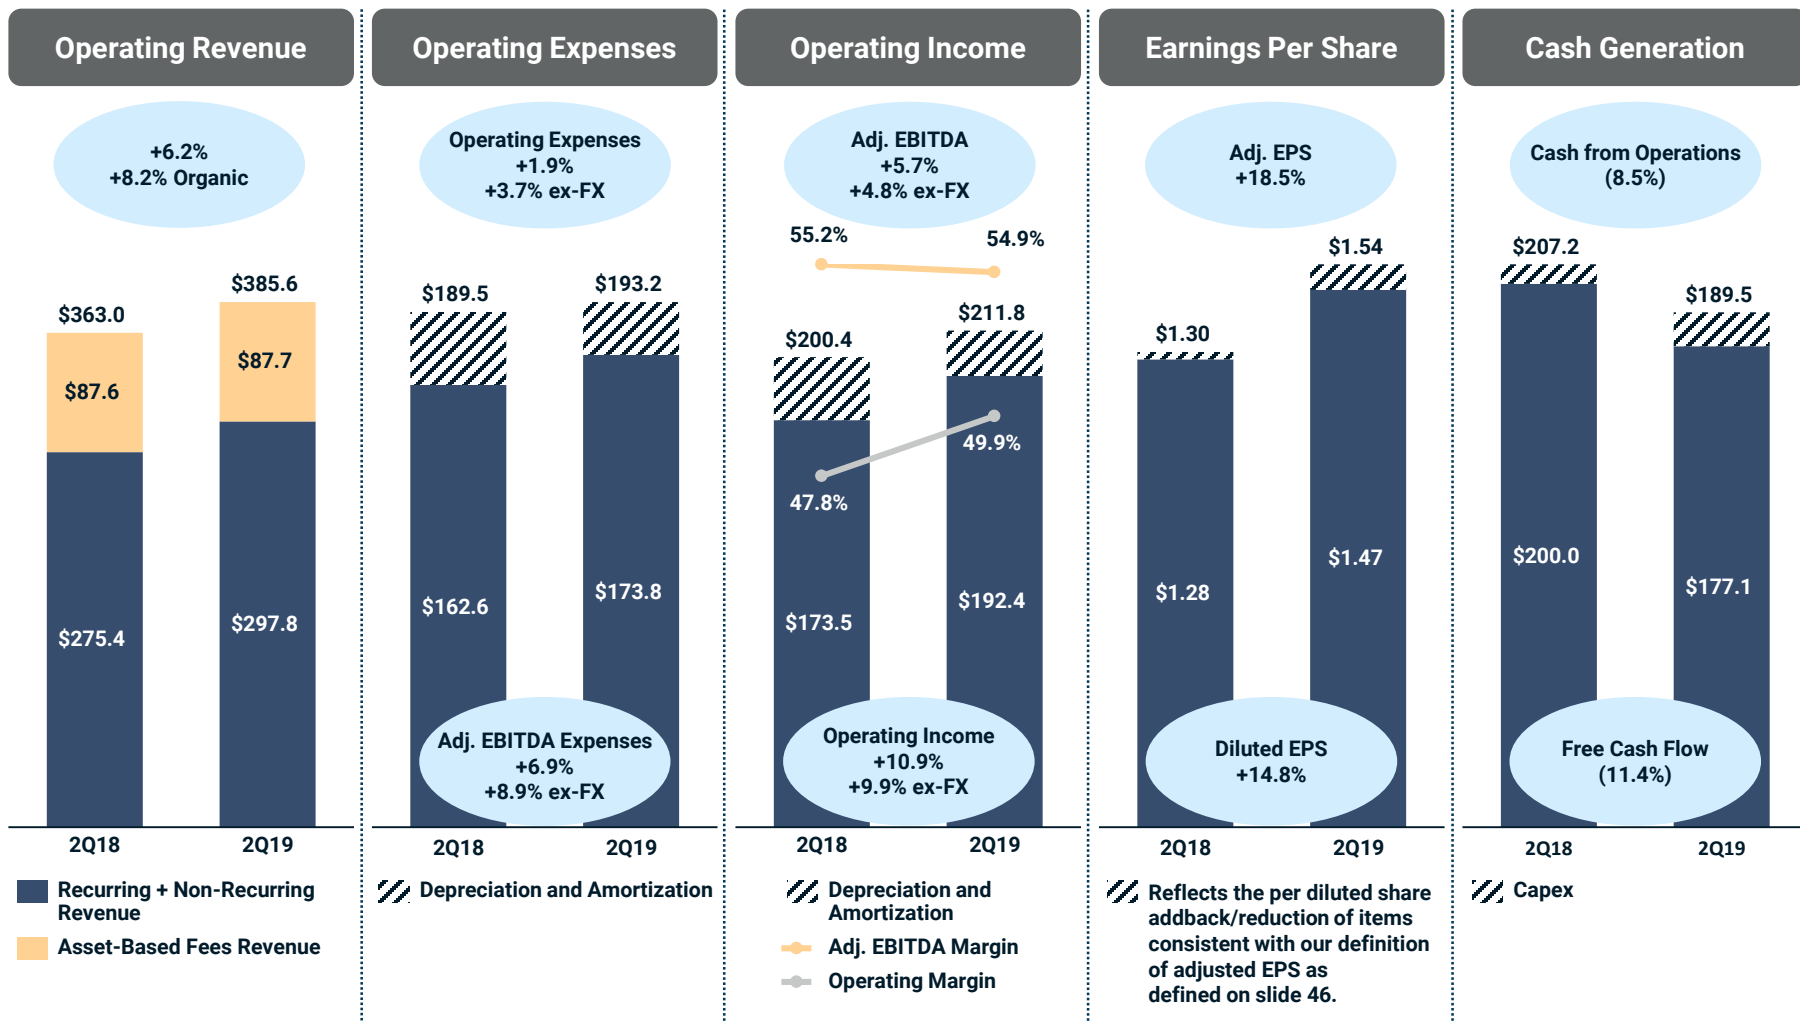 Operating Revenue
+6.2%
+8.2% Organic
$363.0
$385.6
$87.6
$87.7
$275.4
$297.8
2Q18
2Q19
Recurring + Non-Recurring
Revenue
Asset-Based Fees Revenue
Operating Expenses
Operating Expenses
+1.9%
+3.7% ex-FX
$189.5
$193.2
$162.6
$173.8
Adj. EBITDA Expenses
+6.9%
+8.9% ex-FX
2Q18
2Q19
Depreciation and Amortization
Operating Income
Adj. EBITDA
+5.7%
+4.8% ex-FX
55.2%
54.9%
$200.4
$211.8
47.8%
49.9%
$173.5
$192.4
Operating Income
+10.9%
+9.9% ex-FX
2Q18
2Q19
Depreciation and
Amortization
Adj. EBITDA Margin
Operating Margin
Earnings Per Share
Adj. EPS
+18.5%
$1.30
$1.54
$1.28
$1.47
Diluted EPS
+14.8%
2Q18
2Q19
Reflects the per diluted share
addback/reduction of items
consistent with our definition
of adjusted EPS as
defined on slide 46.
Cash Generation
Cash from Operations
(8.5%)
$207.2
$189.5
$200.0
$177.1
Free Cash Flow
(11.4%)
2Q18
2Q19
Capex